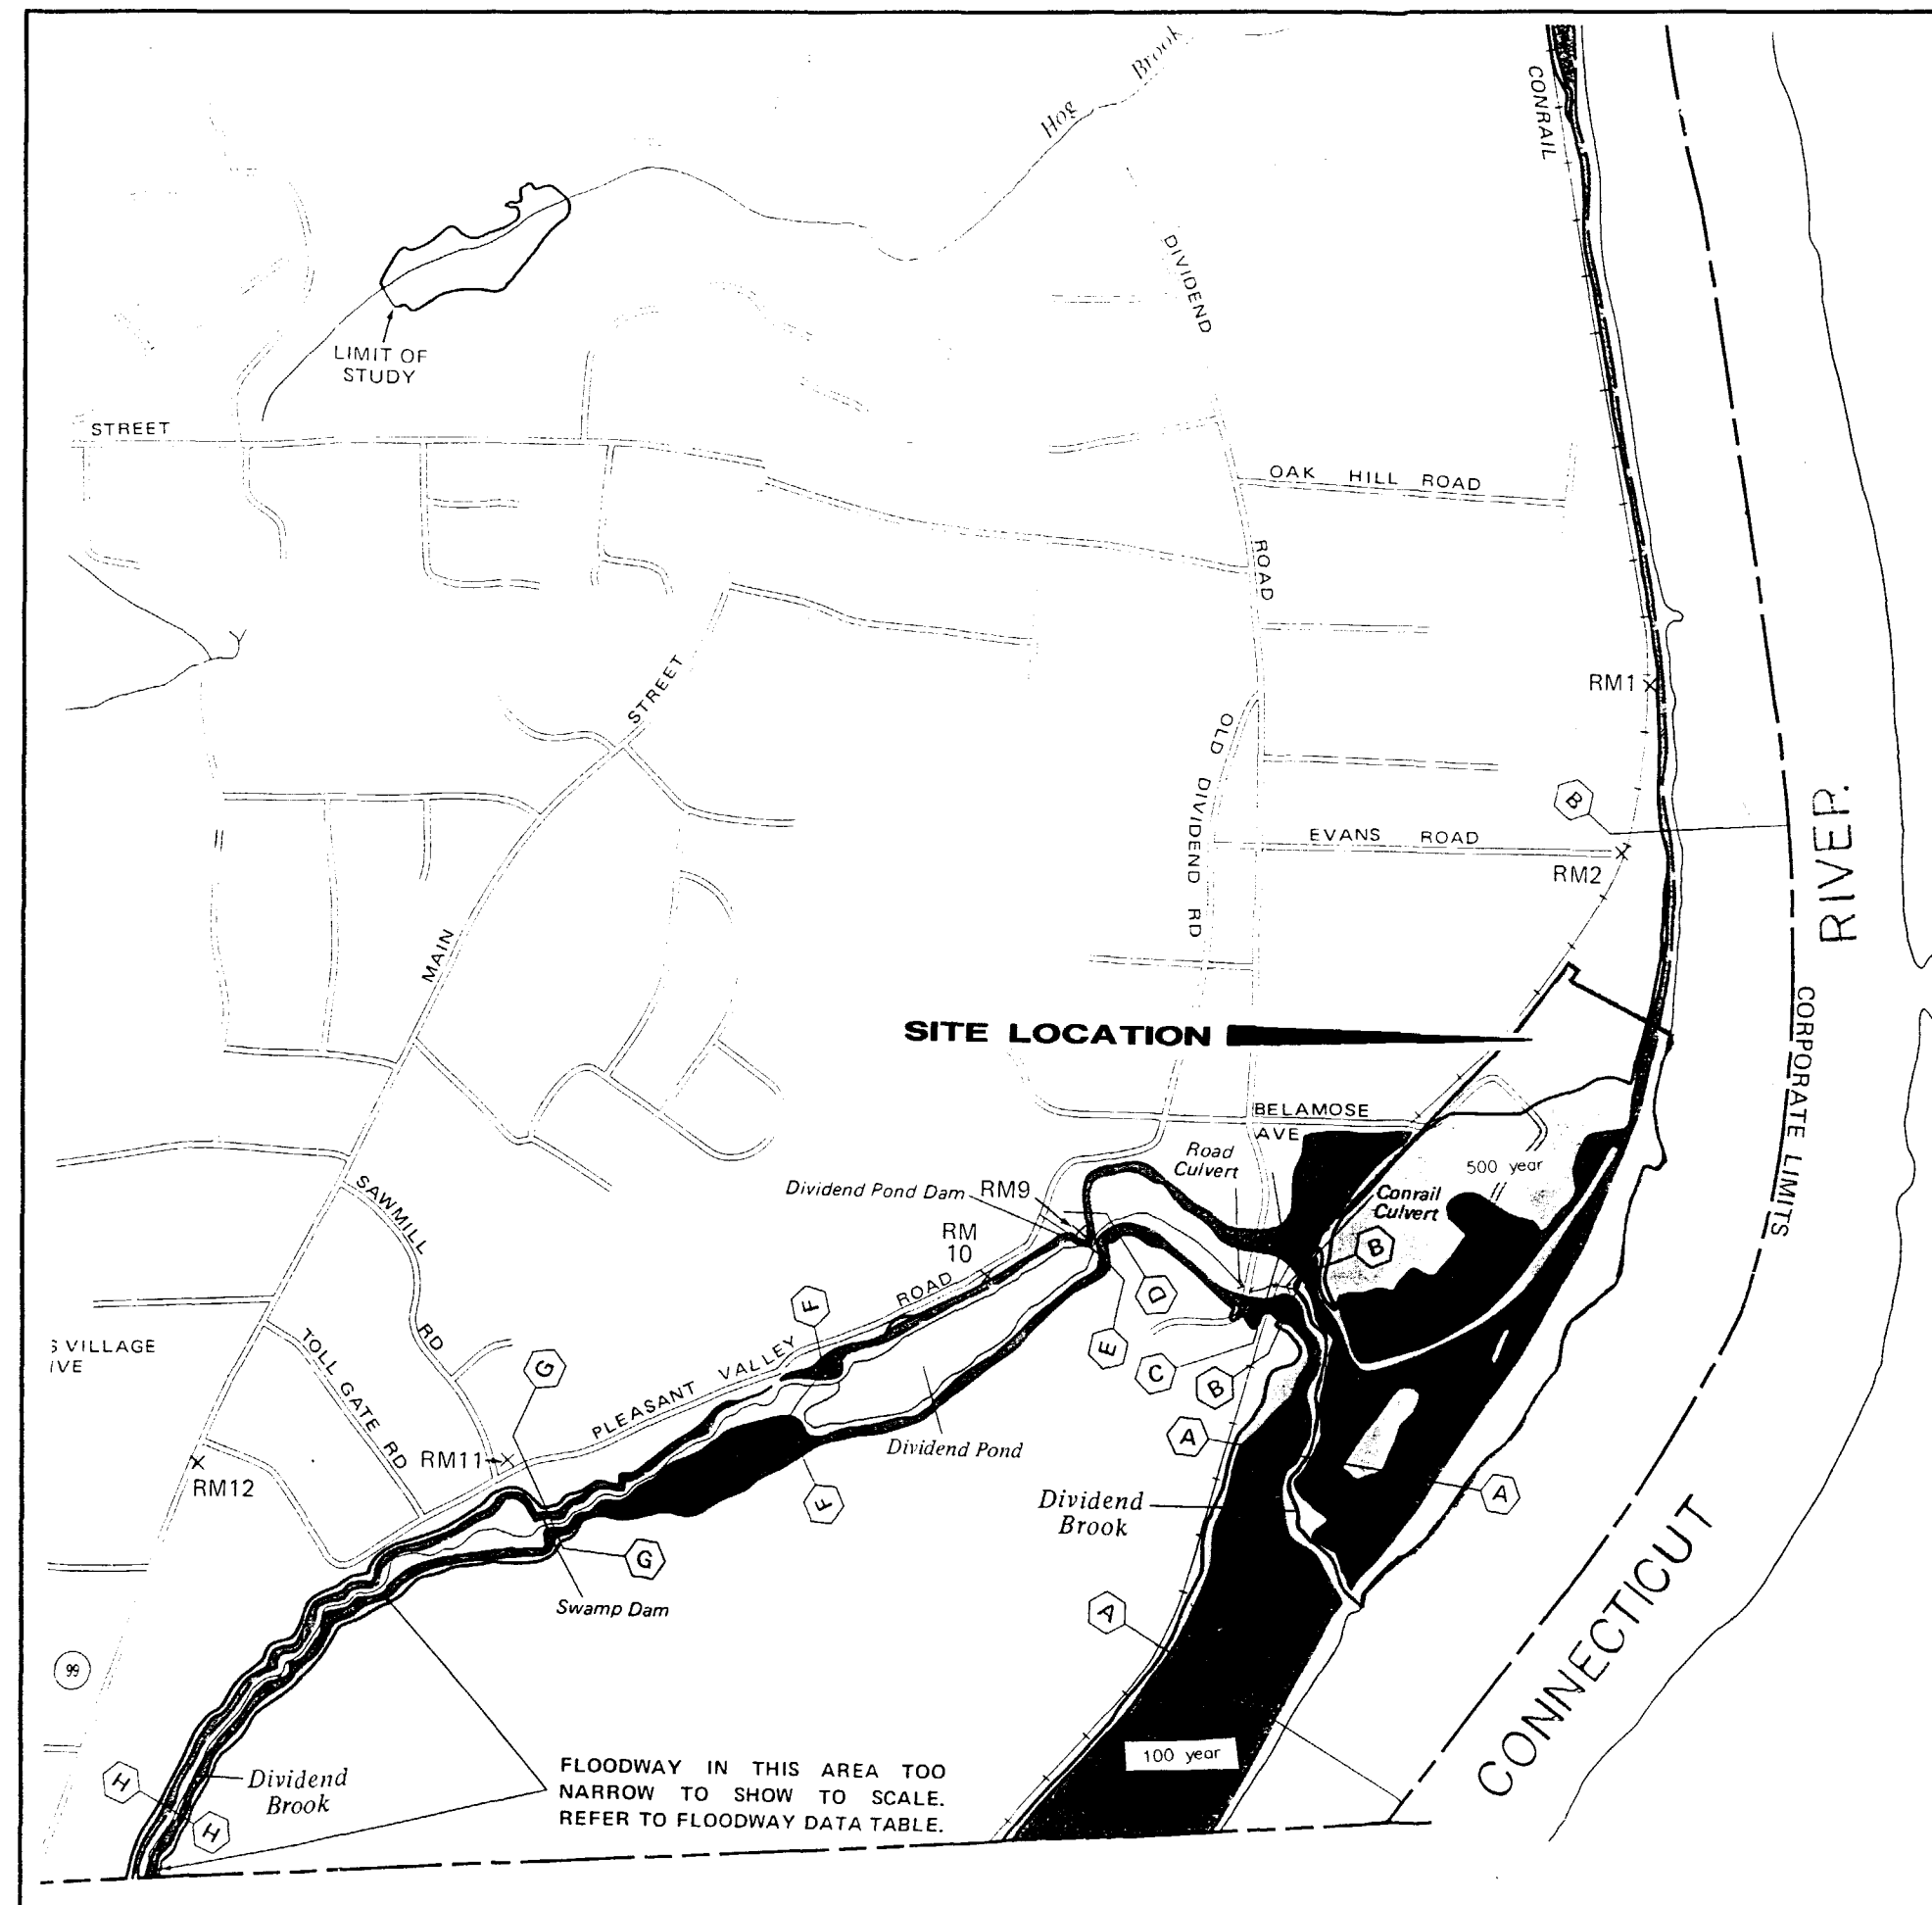 Hog Brook
CONRAIL
DIVIDEND
LIMIT OF
STUDY
STREET
OAK HILL ROAD
ROAD
STREET
RM1
OLD DIVIDEND RD
B
EVANS ROAD
RM2
RIVER
MAIN
CORPORATE LIMITS
SITE LOCATION
BELAMOSE
AVE
Road
Culvert
500 year
SAWMILL
RD
Dividend Pond Dam
RM9
Conrail
Culvert
B
RM
10
ROAD
D
F
E
S VILLAGE
IVE
TOLL GATE RD
G
PLEASANT VALLEY
C
B
A
Dividend Pond
RM11
RM12
F
Dividend
Brook
A
G
Swamp Dam
A
CONNECTICUT
99
100 year
H
Dividend
Brook
H
FLOODWAY IN THIS AREA TOO
NARROW TO SHOW TO SCALE.
REFER TO FLOODWAY DATA TABLE.